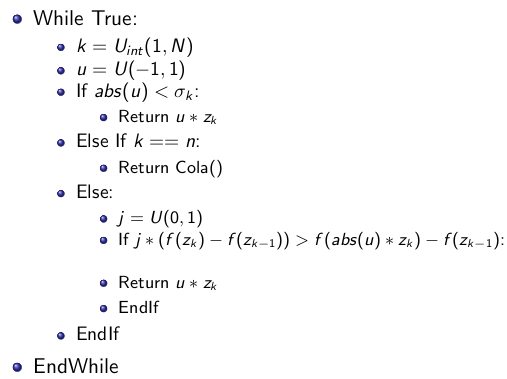 While True:
k = U_int(1, N)
u = U(−1, 1)
If abs(u) < σ_k:
Return u ∗ z_k
Else If k == n:
Return Cola()
Else:
j = U(0, 1)
If j ∗ (f(z_k) − f(z_{k−1})) > f(abs(u) ∗ z_k) − f(z_{k−1}):
Return u ∗ z_k
EndIf
EndIf
EndWhile